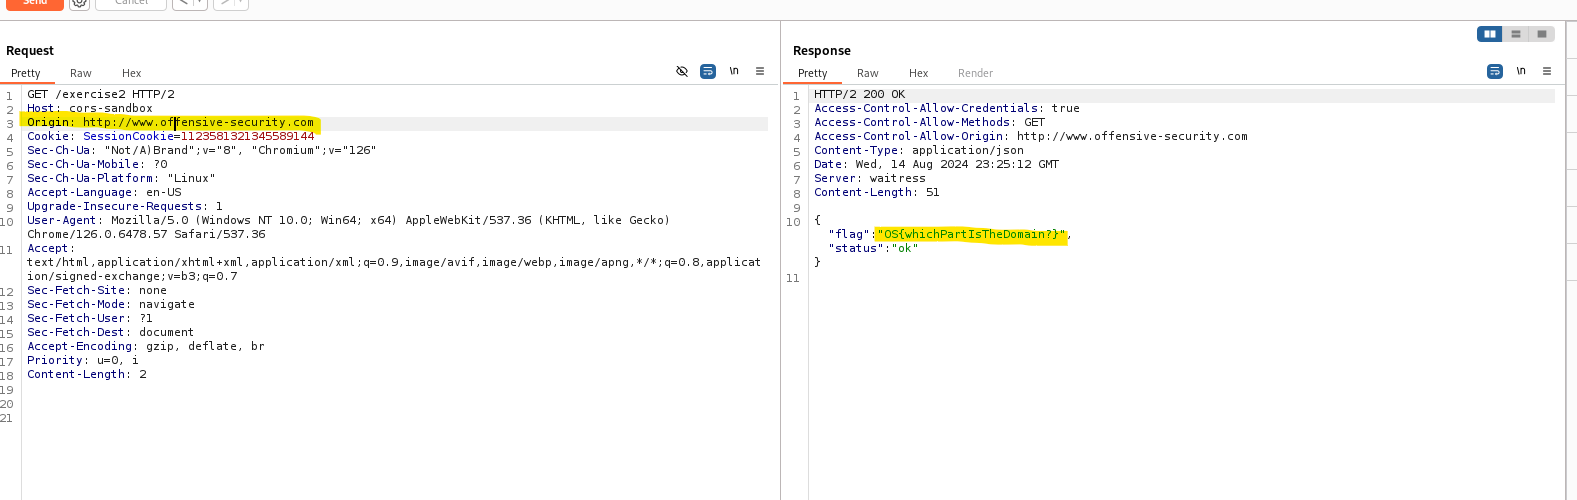 Send Cancel < >
Request
Pretty Raw Hex \n
1 GET /exercise2 HTTP/2
2 Host: cors-sandbox
3 Origin: http://www.offensive-security.com
4 Cookie: SessionCookie=1123581321345589144
5 Sec-Ch-Ua: "Not/A)Brand";v="8", "Chromium";v="126"
6 Sec-Ch-Ua-Mobile: ?0
7 Sec-Ch-Ua-Platform: "Linux"
8 Accept-Language: en-US
9 Upgrade-Insecure-Requests: 1
10 User-Agent: Mozilla/5.0 (Windows NT 10.0; Win64; x64) AppleWebKit/537.36 (KHTML, like Gecko)
Chrome/126.0.6478.57 Safari/537.36
11 Accept:
text/html,application/xhtml+xml,application/xml;q=0.9,image/avif,image/webp,image/apng,*/*;q=0.8,applicat
ion/signed-exchange;v=b3;q=0.7
12 Sec-Fetch-Site: none
13 Sec-Fetch-Mode: navigate
14 Sec-Fetch-User: ?1
15 Sec-Fetch-Dest: document
16 Accept-Encoding: gzip, deflate, br
17 Priority: u=0, i
18 Content-Length: 2
19
20
21
Response
Pretty Raw Hex Render \n
1 HTTP/2 200 OK
2 Access-Control-Allow-Credentials: true
3 Access-Control-Allow-Methods: GET
4 Access-Control-Allow-Origin: http://www.offensive-security.com
5 Content-Type: application/json
6 Date: Wed, 14 Aug 2024 23:25:12 GMT
7 Server: waitress
8 Content-Length: 51
9
10 {
"flag":"OS{whichPartIsTheDomain?}",
"status":"ok"
}
11